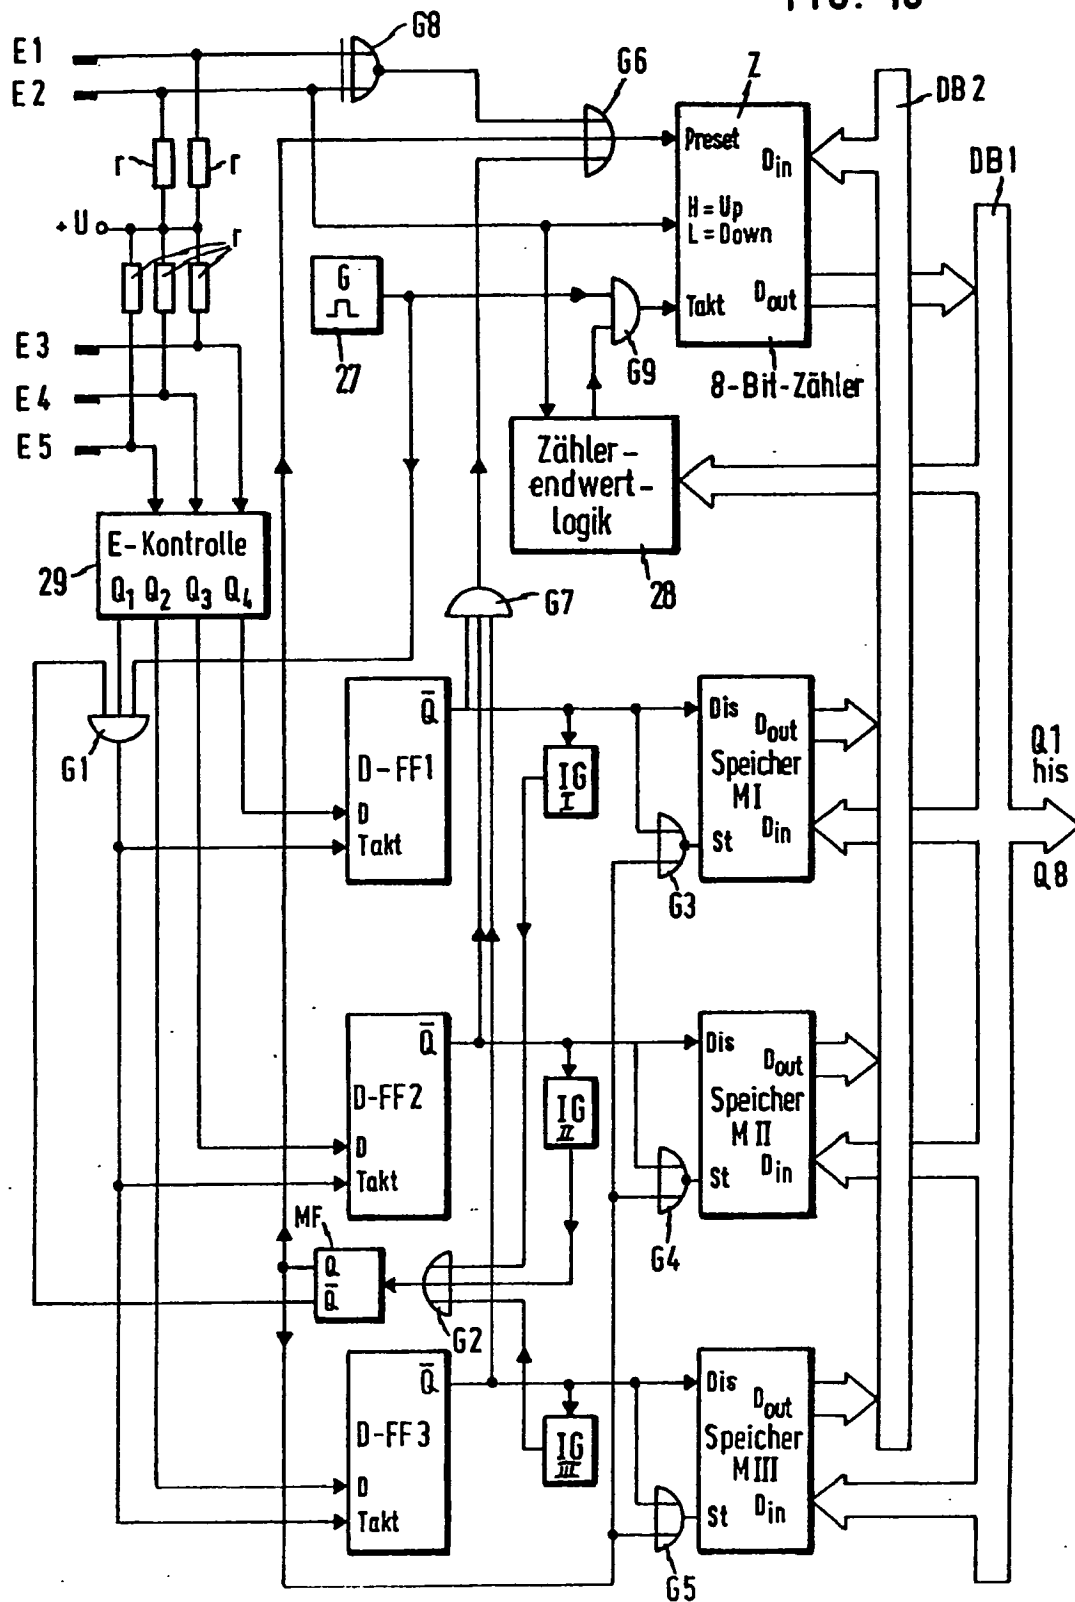 G8
E1
E2
G6
Z
DB2
Preset
Din
DB1
r
r
+U
r
H=Up
L=Down
G
27
Takt
Dout
G9
8-Bit-Zähler
E3
E4
E5
Zähler-
endwert-
logik
28
E-Kontrolle
29
Q1 Q2 Q3 Q4
G7
G1
Q̅
D-FF1
D
Takt
IG
I
Dis
Dout
Speicher
MI
Din
St
G3
Q1
his
Q8
Q̅
D-FF2
D
Takt
IG
II
Dis
Dout
Speicher
MII
Din
St
G4
MF
Q
Q̅
G2
Q̅
D-FF3
D
Takt
IG
III
Dis
Dout
Speicher
MIII
Din
St
G5